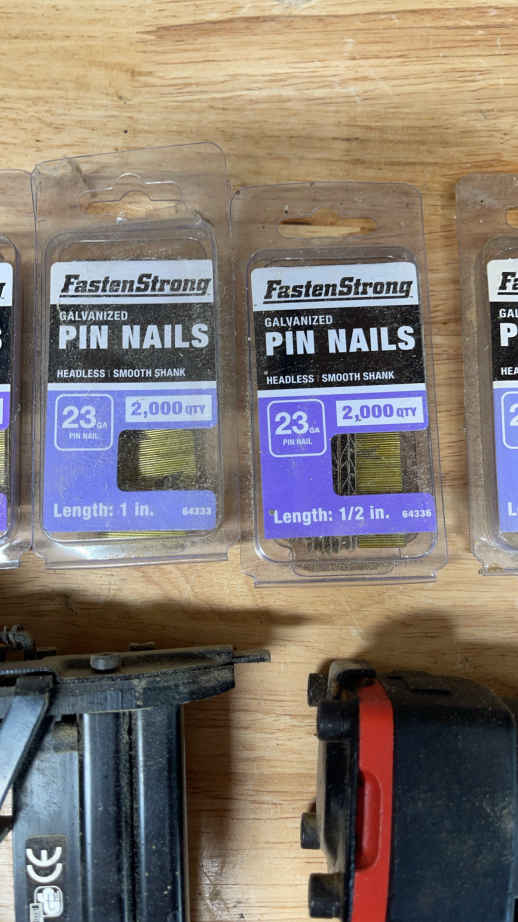 FastenStrong
GALVANIZED
PIN NAILS
HEADLESS | SMOOTH SHANK
23 GA
PIN NAIL
2,000 QTY
Length: 1 in.
64333
FastenStrong
GALVANIZED
PIN NAILS
HEADLESS | SMOOTH SHANK
23 GA
PIN NAIL
2,000 QTY
Length: 1/2 in.
64336
CE